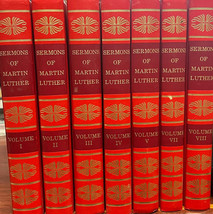 SERMONS
OF
MARTIN
LUTHER
VOLUME
I
SERMONS
OF
MARTIN
LUTHER
VOLUME
II
SERMONS
OF
MARTIN
LUTHER
VOLUME
III
SERMONS
OF
MARTIN
LUTHER
VOLUME
IV
SERMONS
OF
MARTIN
LUTHER
VOLUME
V
SERMONS
OF
MARTIN
LUTHER
VOLUME
VII
SERMONS
OF
MARTIN
LUTHER
VOLUME
VIII